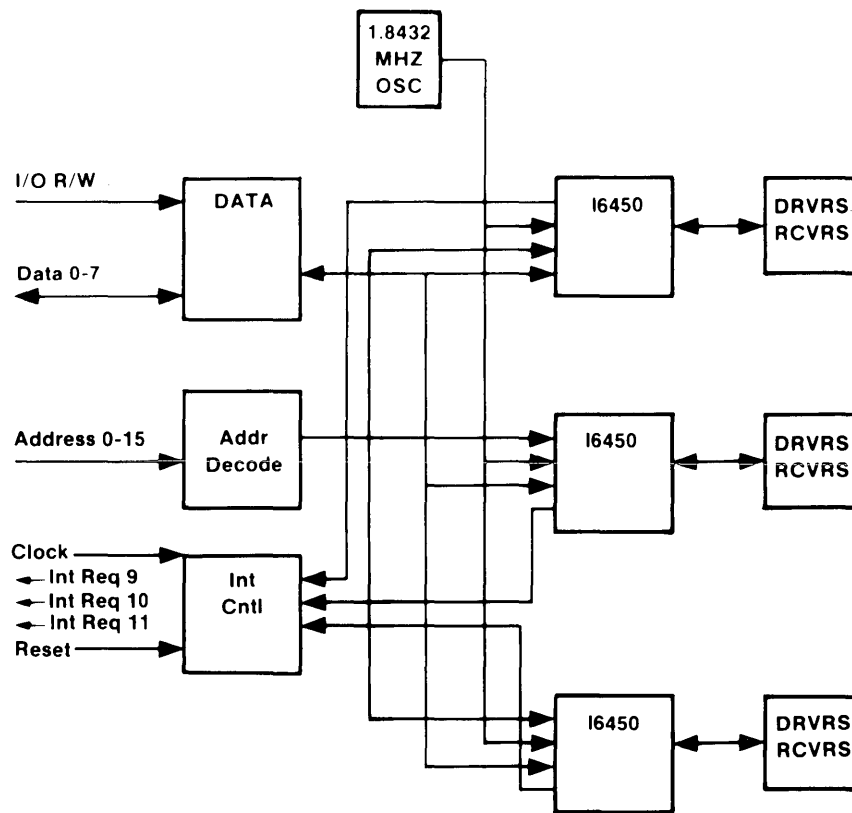 1.8432
MHZ
OSC
I/O R/W
DATA
I6450
DRVRS
RCVRS
Data 0-7
Address 0-15
Addr
Decode
I6450
DRVRS
RCVRS
Clock
Int Req 9
Int Req 10
Int Req 11
Reset
Int
Cntl
I6450
DRVRS
RCVRS